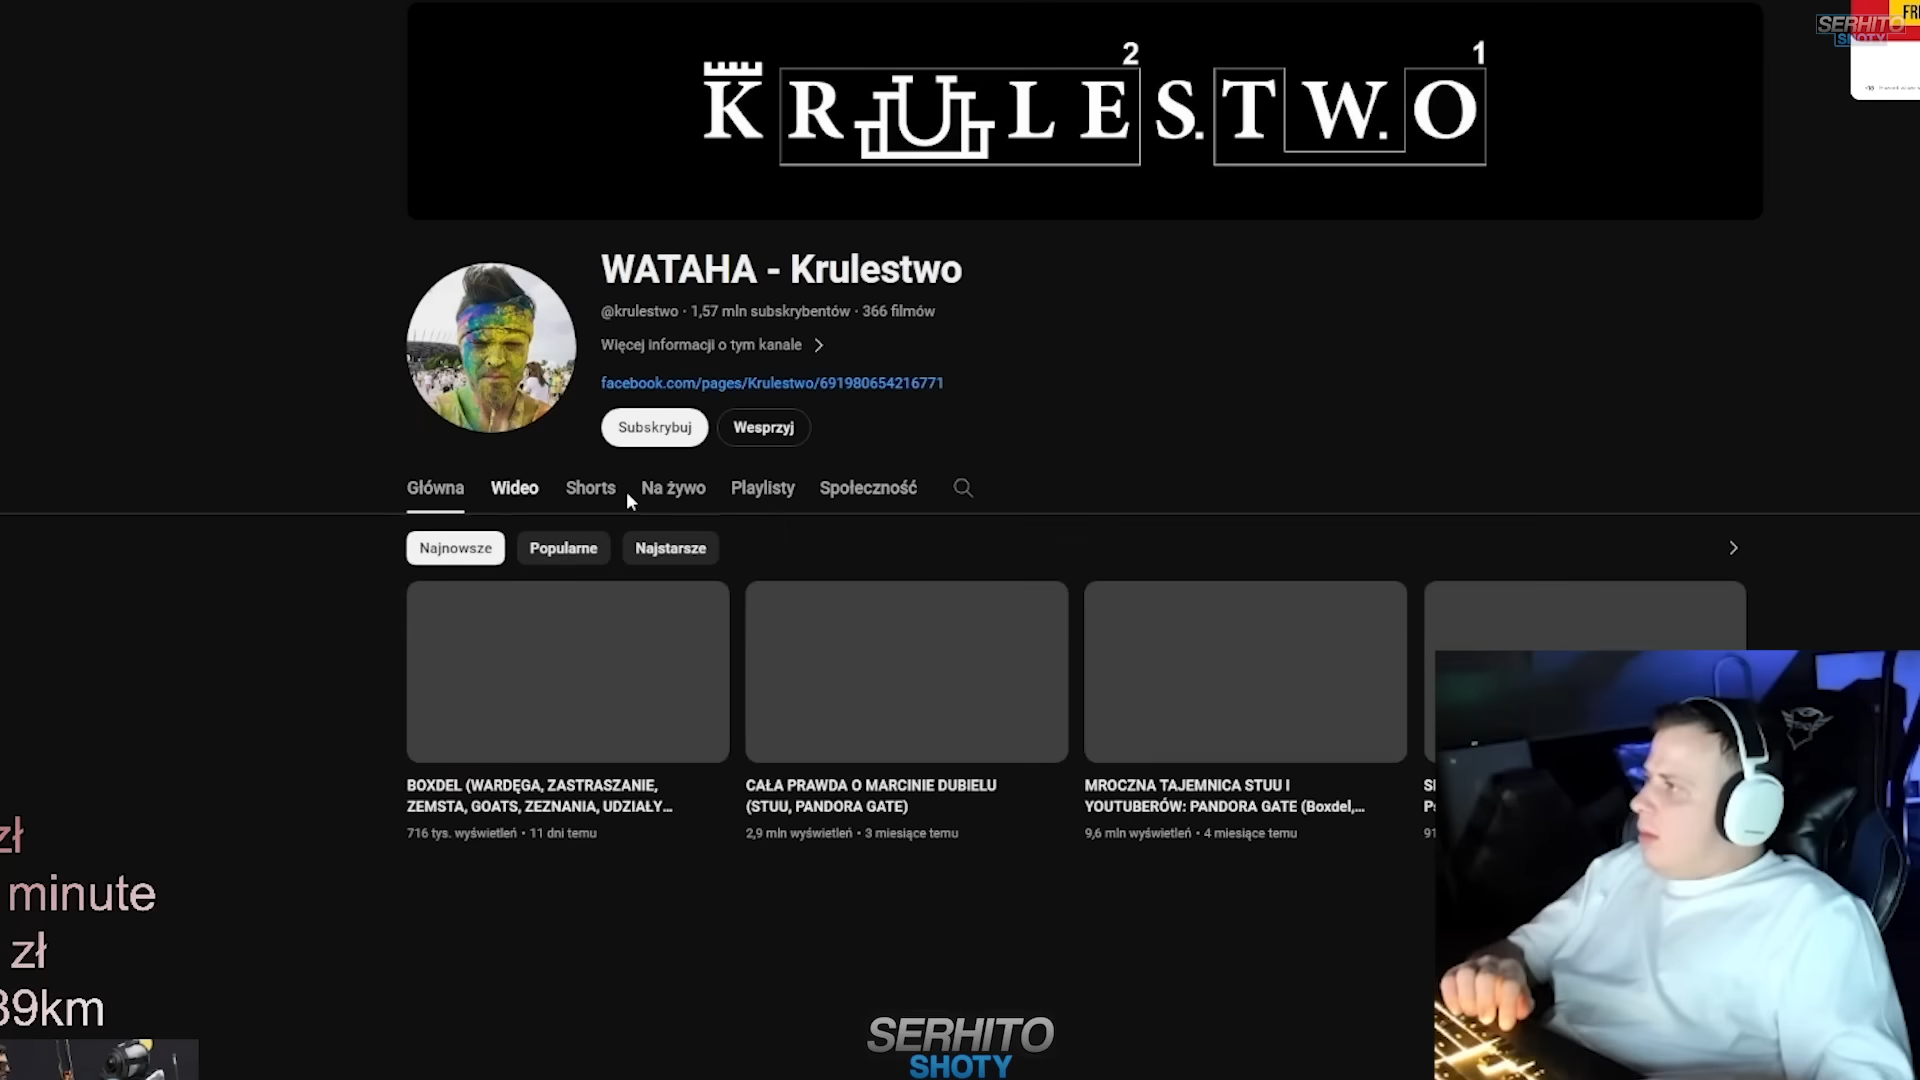 KRULES.TW.O
2
1
SERHITO
SHOTY
WATAHA - Krulestwo
@krulestwo · 1,57 mln subskrybentów · 366 filmów
Więcej informacji o tym kanale
facebook.com/pages/Krulestwo/691980654216771
Subskrybuj
Wesprzyj
Główna
Wideo
Shorts
Na żywo
Playlisty
Społeczność
Najnowsze
Popularne
Najstarsze
BOXDEL (WARDĘGA, ZASTRASZANIE,
ZEMSTA, GOATS, ZEZNANIA, UDZIAŁY...
716 tys. wyświetleń • 11 dni temu
CAŁA PRAWDA O MARCINIE DUBIELU
(STUU, PANDORA GATE)
2,9 mln wyświetleń • 3 miesiące temu
MROCZNA TAJEMNICA STUU I
YOUTUBERÓW: PANDORA GATE (Boxdel,...
9,6 mln wyświetleń • 4 miesiące temu
zł
minute
zł
39km
SERHITO
SHOTY